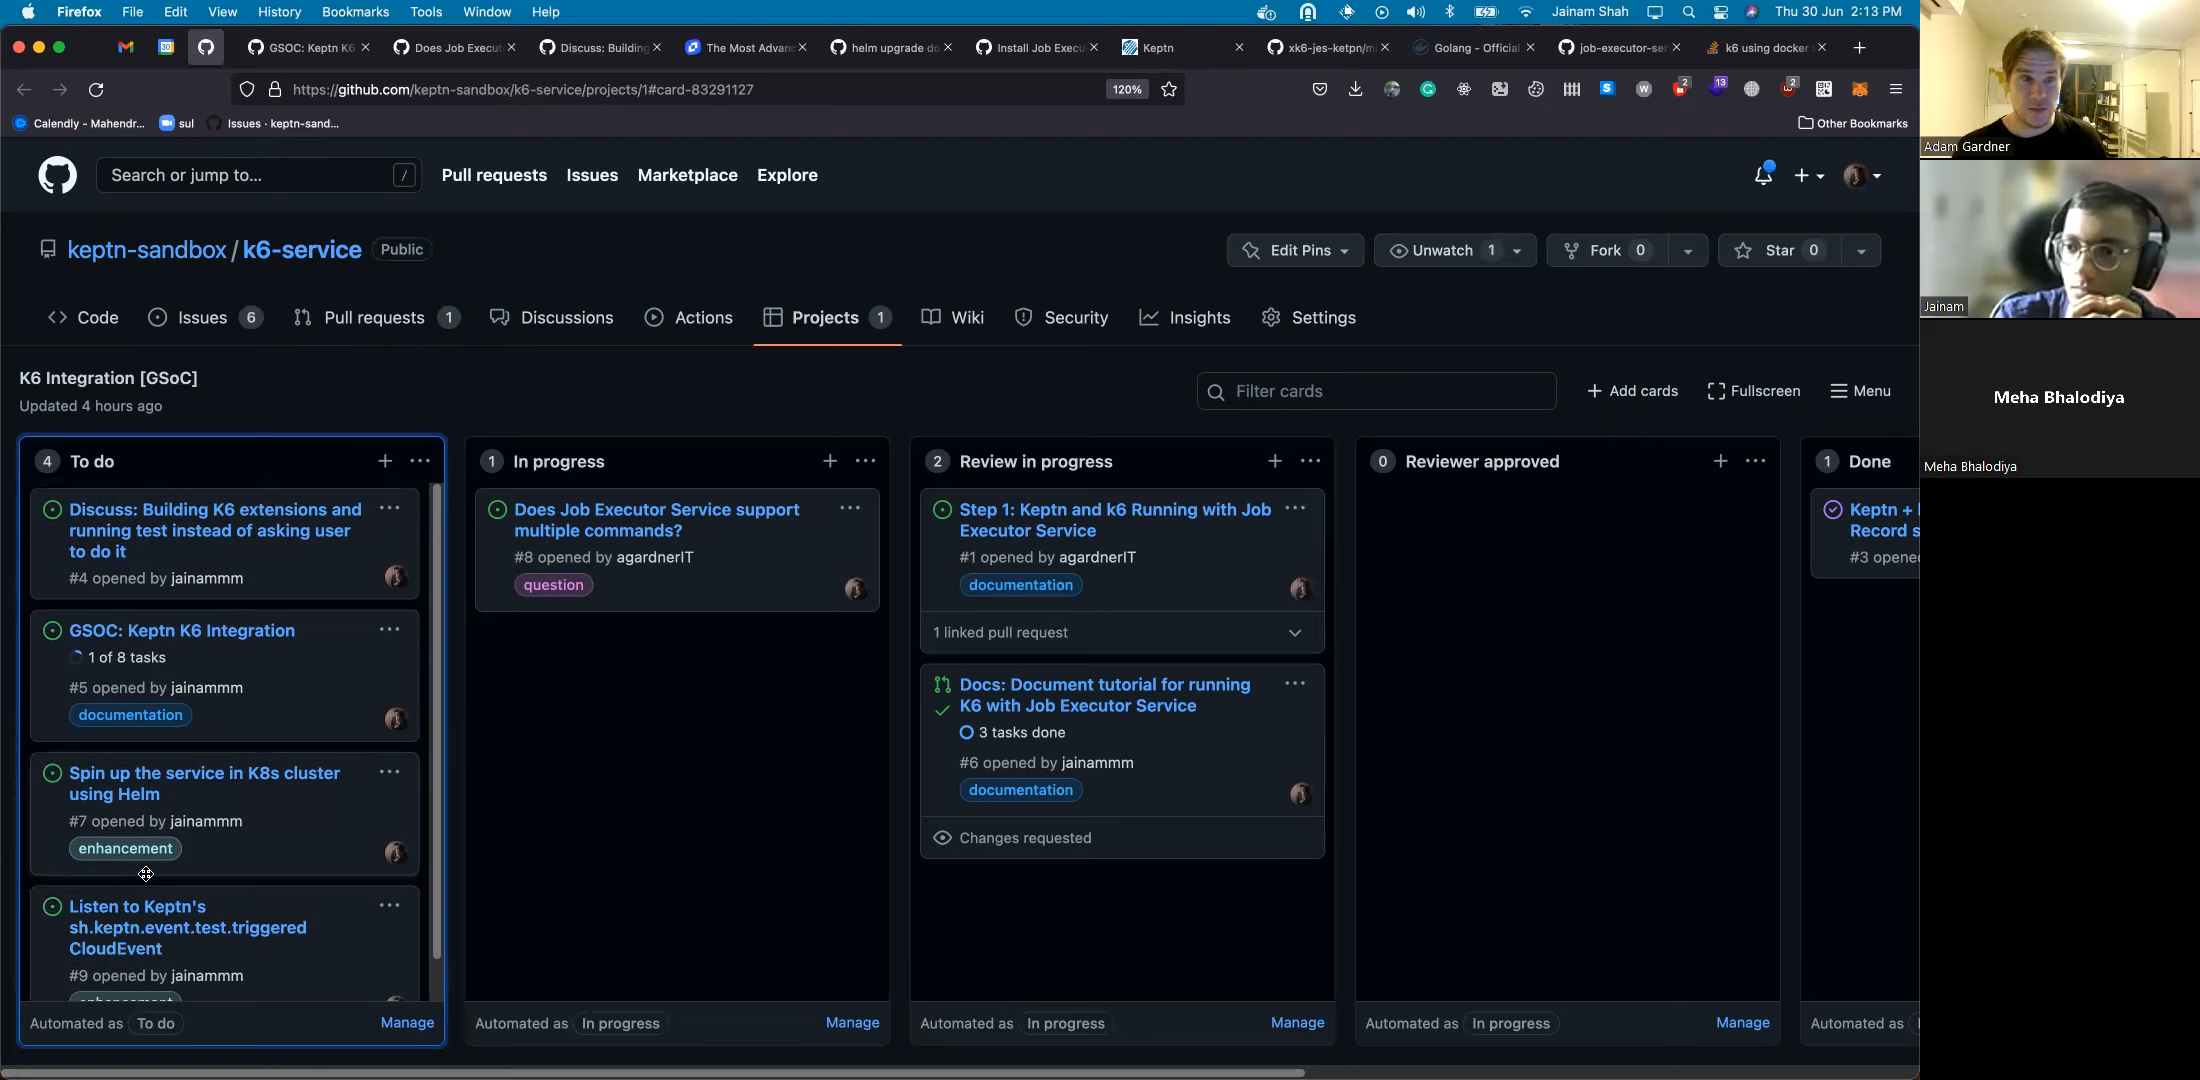 Firefox File Edit View History Bookmarks Tools Window Help
Jainam Shah Thu 30 Jun 2:13 PM
GSOC: Keptn K6
Does Job Execut
Discuss: Building
The Most Advanc
helm upgrade do
Install Job Execu
Keptn
xk6-jes-ketpn/m
Golang - Official
job-executor-ser
k6 using docker
https://github.com/keptn-sandbox/k6-service/projects/1#card-83291127
120%
2
13
2
Calendly - Mahendr...
sul
Issues · keptn-sand...
Other Bookmarks
Search or jump to...
/
Pull requests Issues Marketplace Explore
keptn-sandbox / k6-service Public
Edit Pins
Unwatch 1
Fork 0
Star 0
Code
Issues 6
Pull requests 1
Discussions
Actions
Projects 1
Wiki
Security
Insights
Settings
K6 Integration [GSoC]
Updated 4 hours ago
Filter cards
Add cards
Fullscreen
Menu
4 To do
Discuss: Building K6 extensions and
running test instead of asking user
to do it
#4 opened by jainammm
GSOC: Keptn K6 Integration
1 of 8 tasks
#5 opened by jainammm
documentation
Spin up the service in K8s cluster
using Helm
#7 opened by jainammm
enhancement
Listen to Keptn's
sh.keptn.event.test.triggered
CloudEvent
#9 opened by jainammm
enhancement
Automated as To do
Manage
1 In progress
Does Job Executor Service support
multiple commands?
#8 opened by agardnerIT
question
Automated as In progress
Manage
2 Review in progress
Step 1: Keptn and k6 Running with Job
Executor Service
#1 opened by agardnerIT
documentation
1 linked pull request
Docs: Document tutorial for running
K6 with Job Executor Service
3 tasks done
#6 opened by jainammm
documentation
Changes requested
Automated as In progress
Manage
0 Reviewer approved
Automated as In progress
Manage
1 Done
Keptn +
Record s
#3 opene
Automated as
Adam Gardner
Jainam
Meha Bhalodiya
Meha Bhalodiya